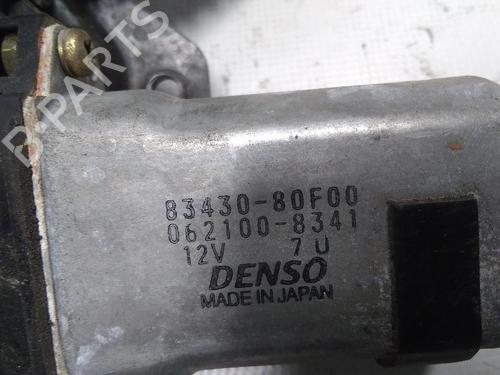 B-PARTS
83430-80F00
062100-8341
12V 7U
DENSO
MADE IN JAPAN